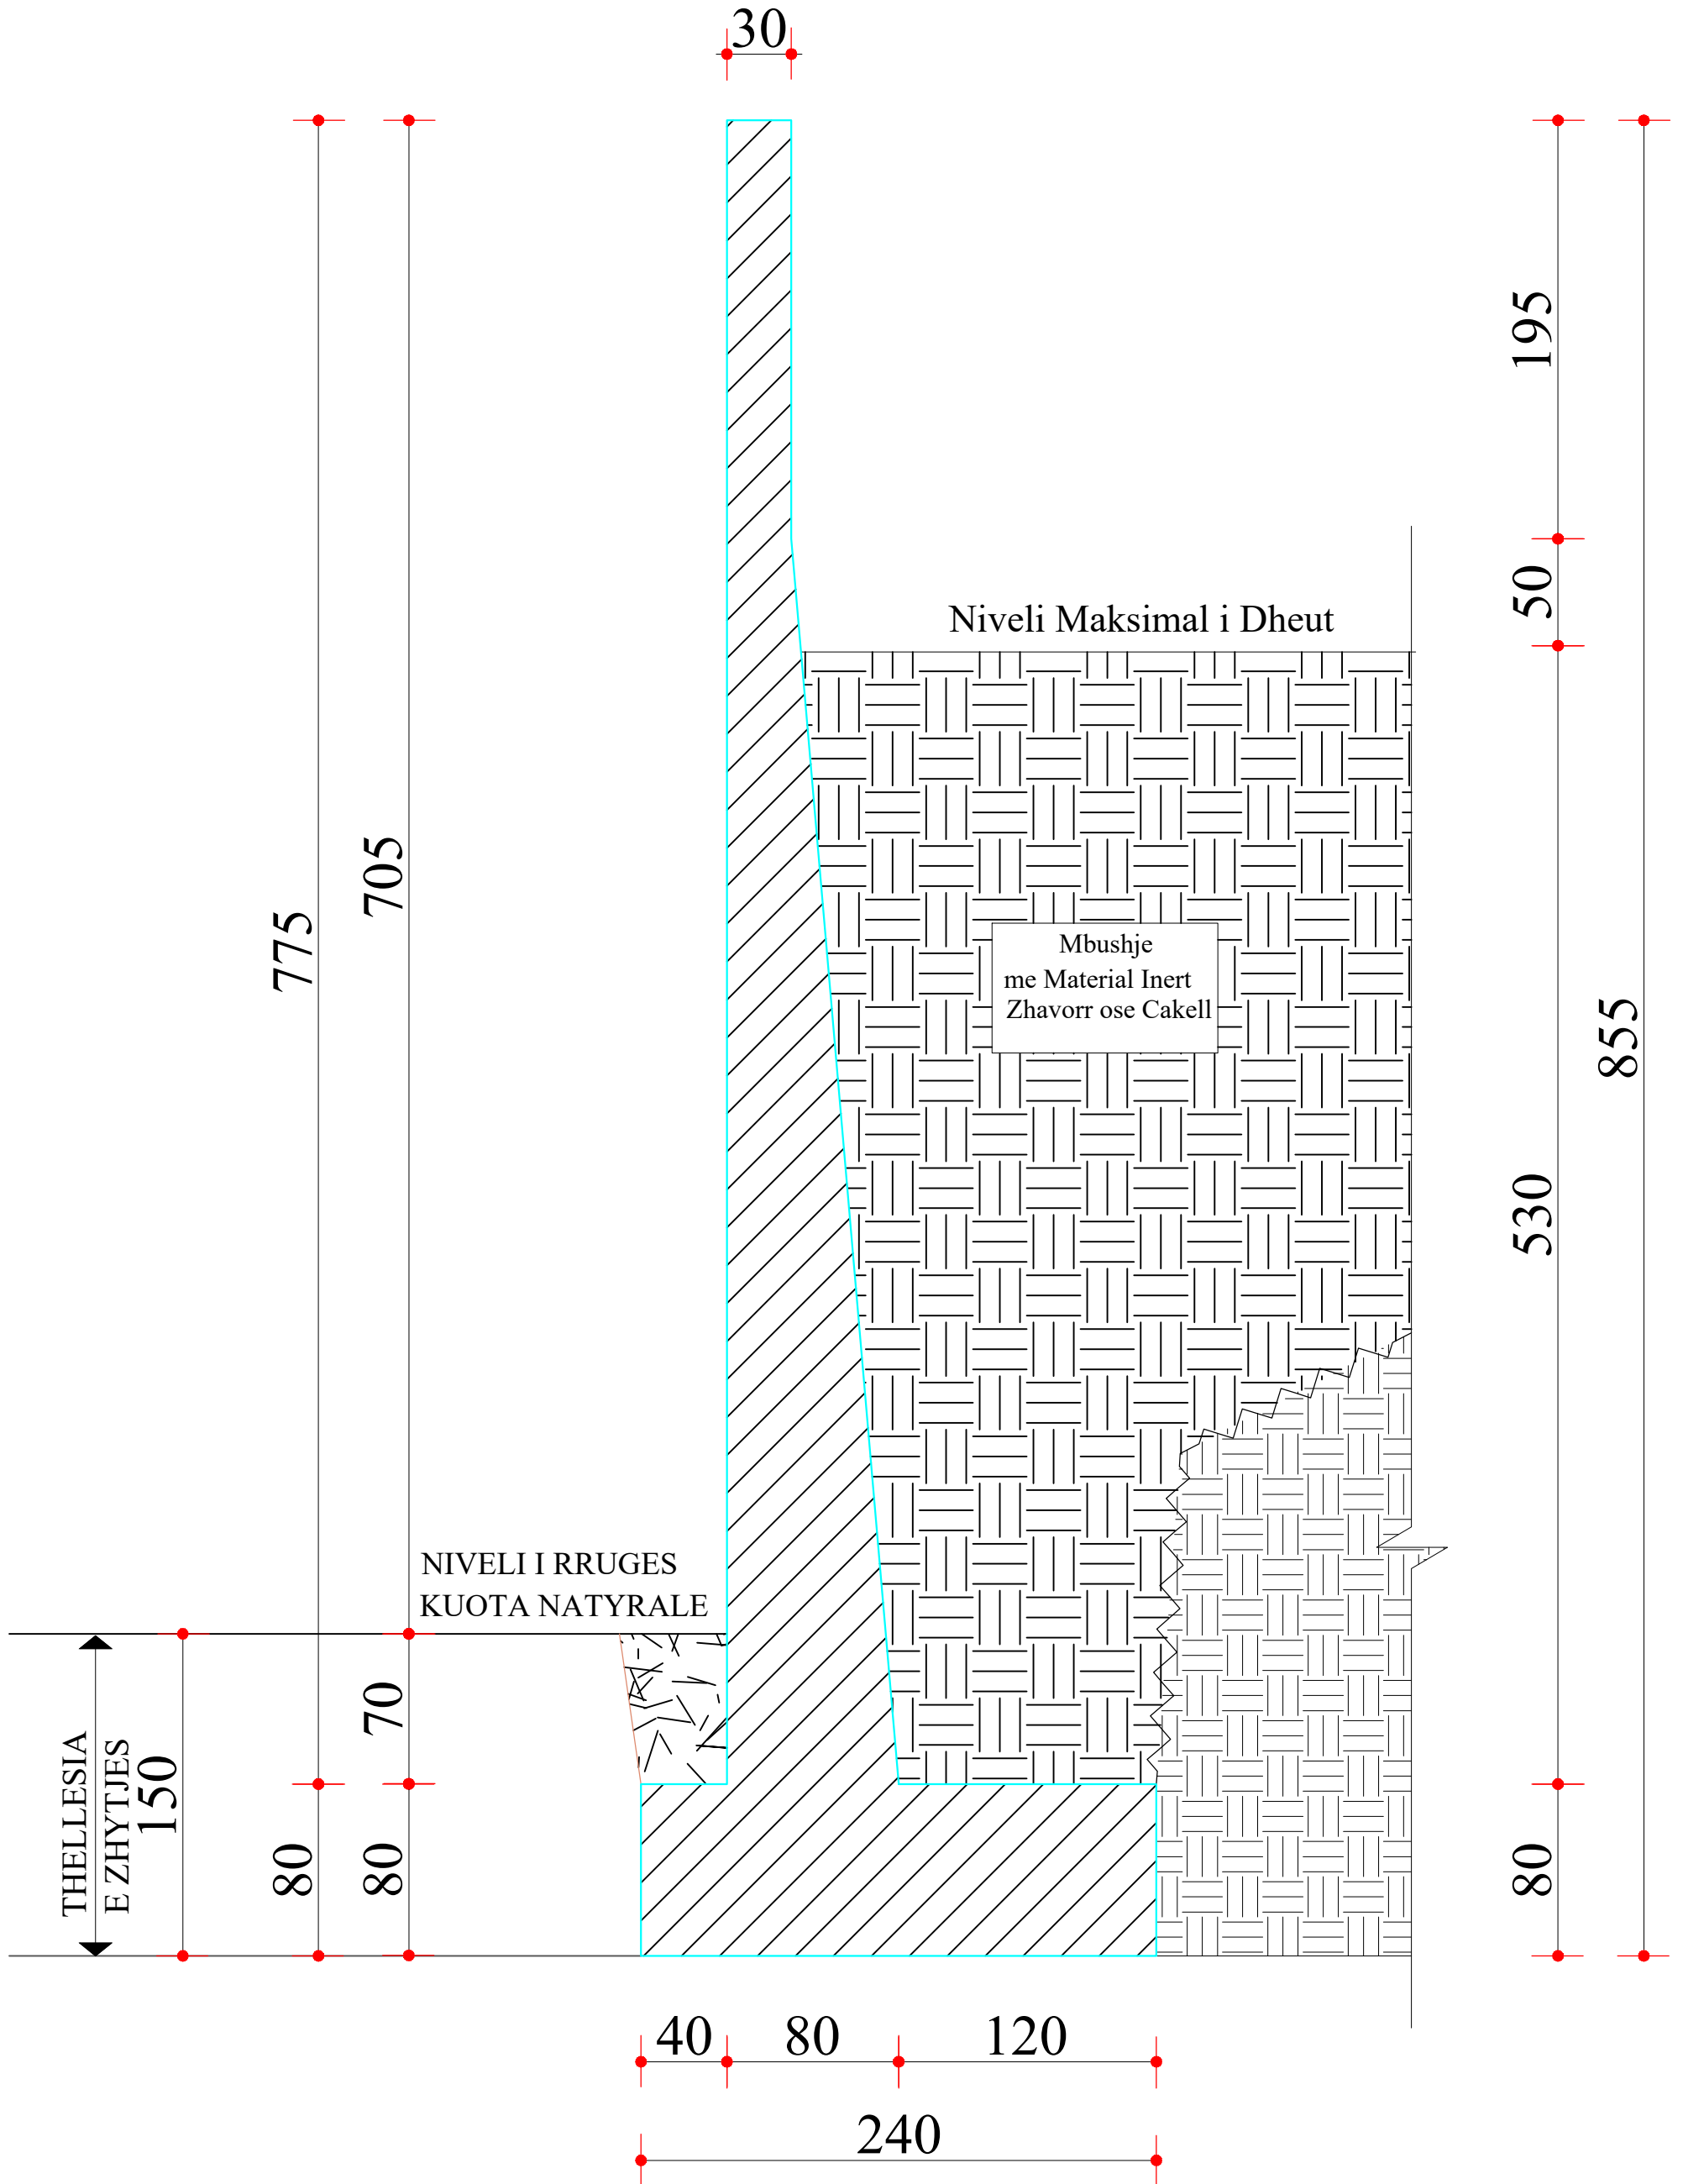 30
195
50
Niveli Maksimal i Dheut
775
705
Mbushje
me Material Inert
Zhavorr ose Cakell
855
530
NIVELI I RRUGES
KUOTA NATYRALE
THELLESIA
E ZHYTJES
150
70
80
80
80
40
80
120
240